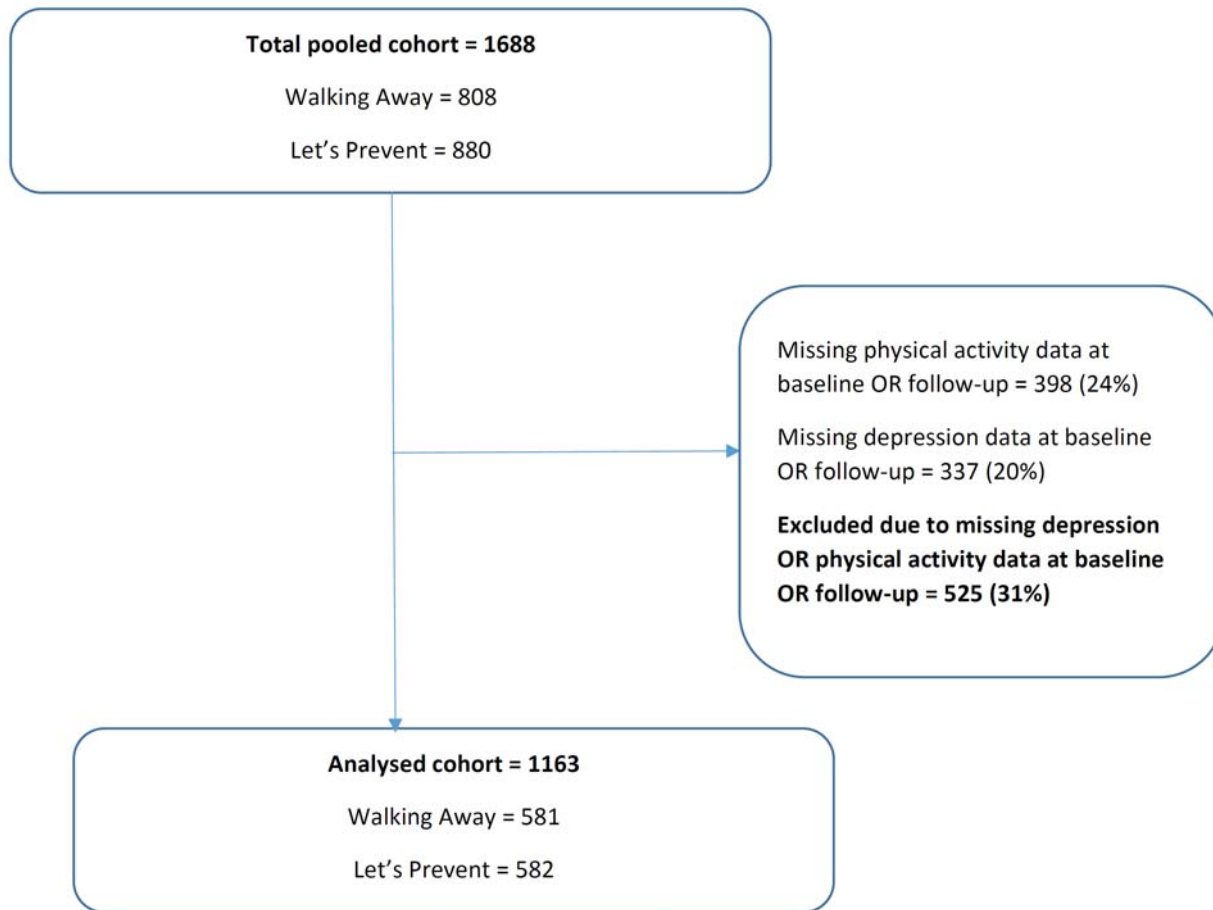 Total pooled cohort = 1688
Walking Away = 808
Let’s Prevent = 880
Missing physical activity data at
baseline OR follow-up = 398 (24%)
Missing depression data at baseline
OR follow-up = 337 (20%)
Excluded due to missing depression
OR physical activity data at baseline
OR follow-up = 525 (31%)
Analysed cohort = 1163
Walking Away = 581
Let’s Prevent = 582